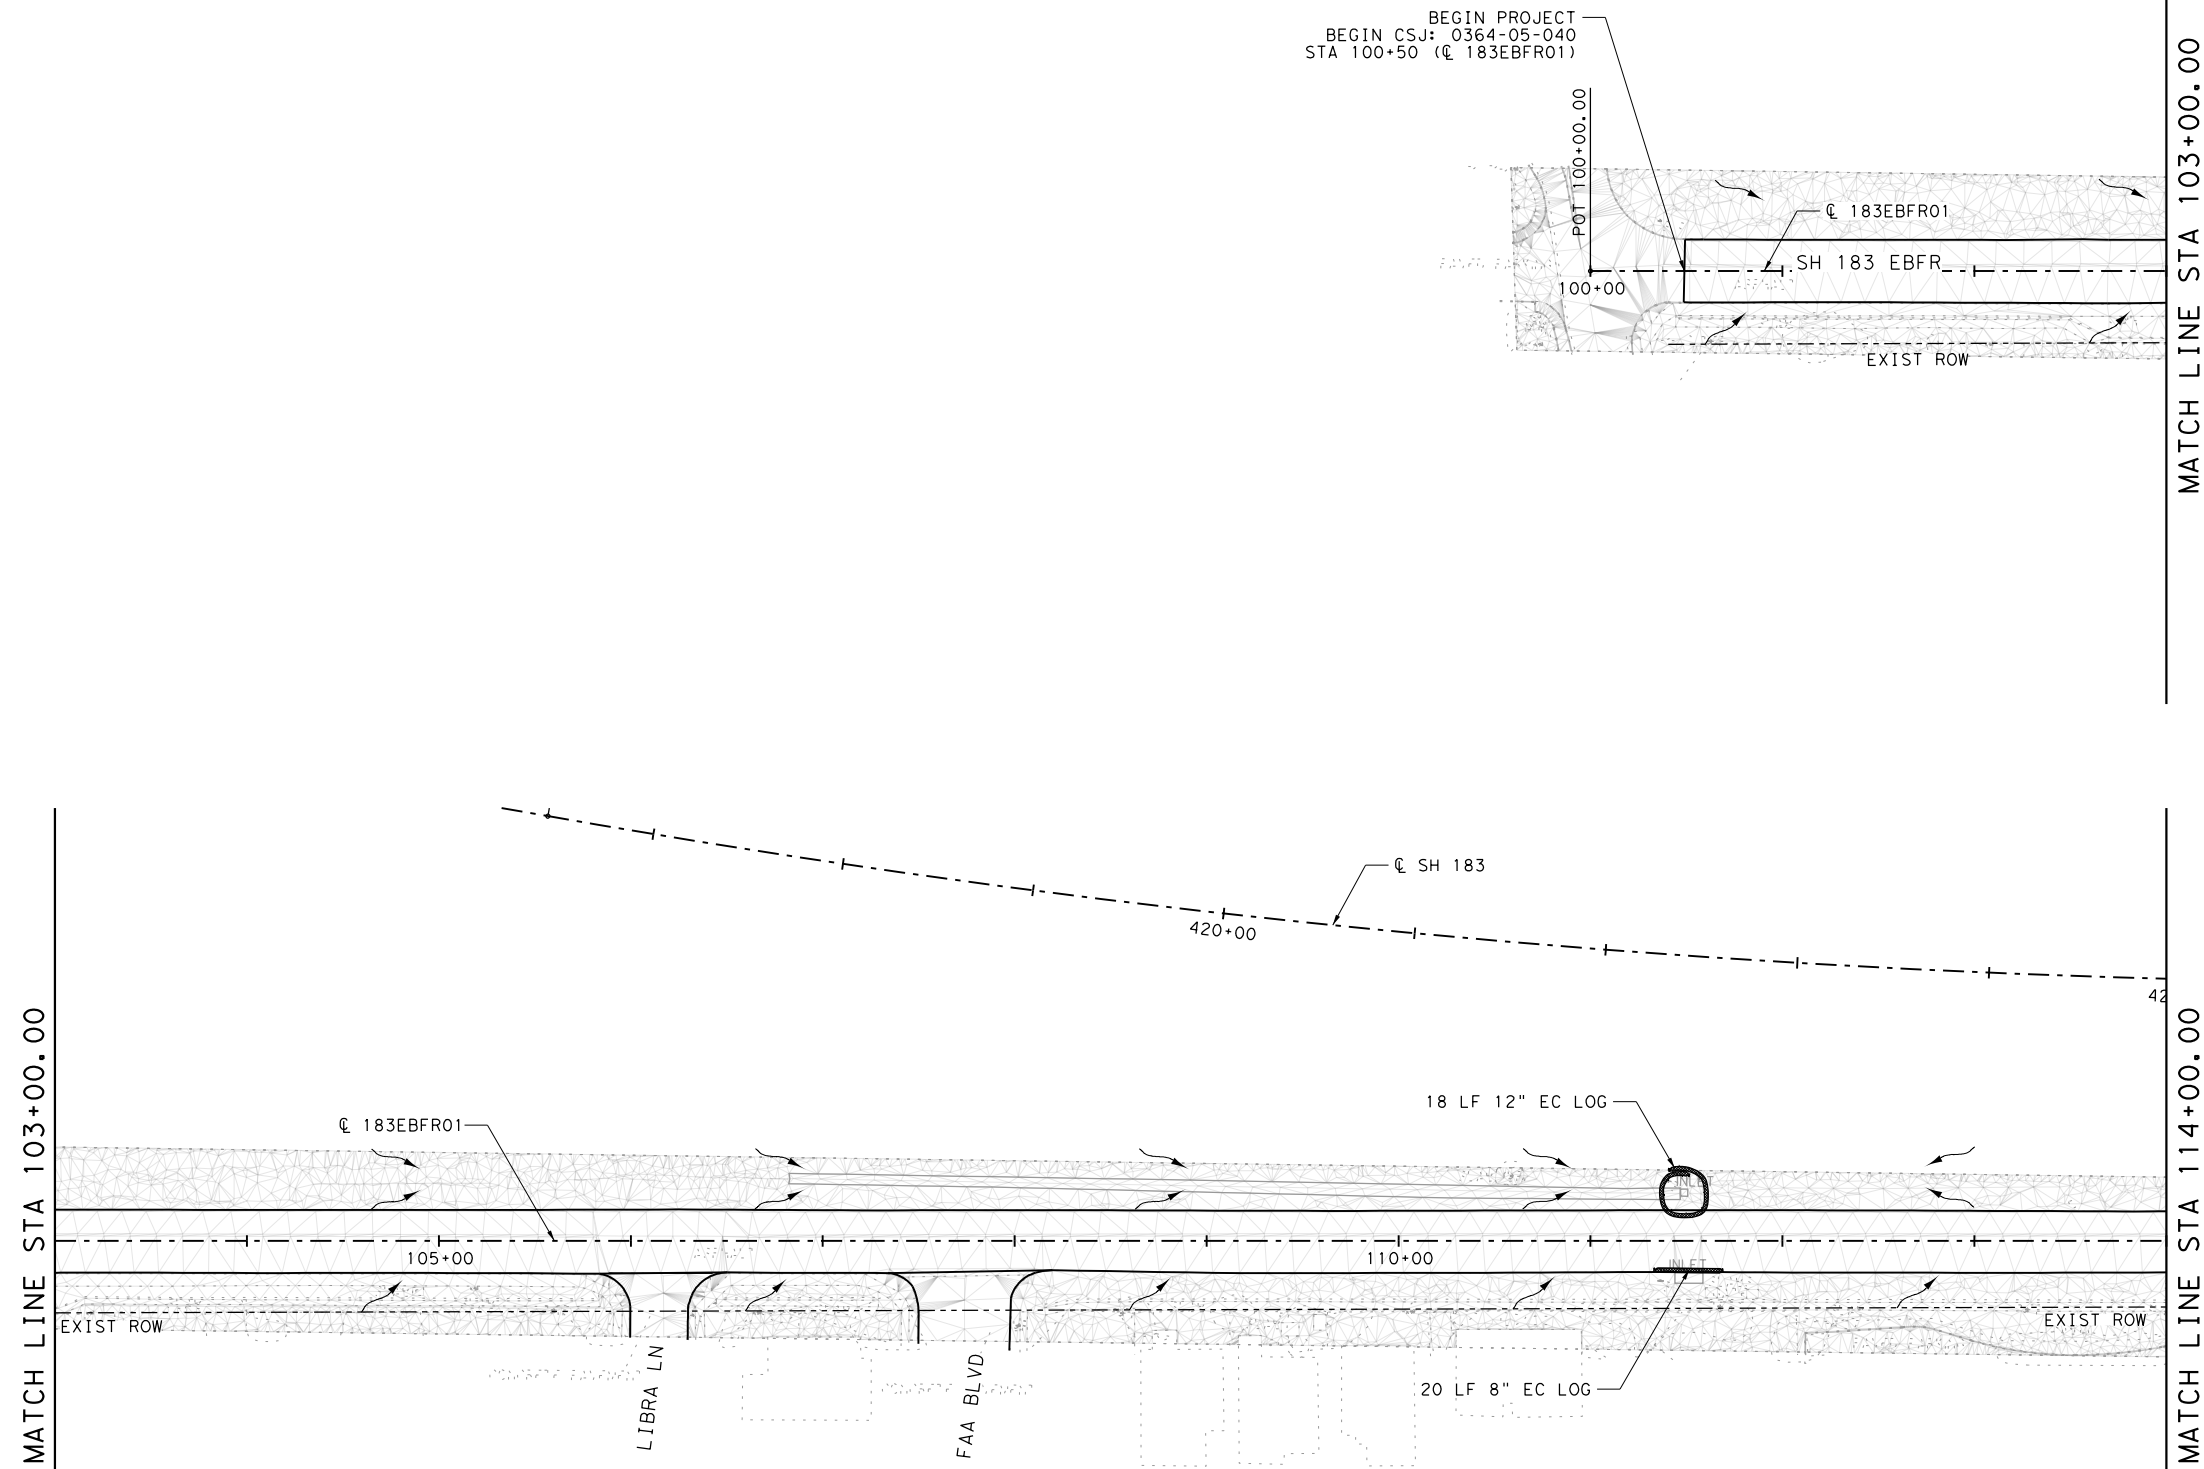 BEGIN PROJECT
BEGIN CSJ: 0364-05-040
STA 100+50 (℄ 183EBFR01)
POT 100+00.00
℄ 183EBFR01
SH 183 EBFR
100+00
EXIST ROW
MATCH LINE STA 103+00.00
℄ SH 183
420+00
42
MATCH LINE STA 103+00.00
℄ 183EBFR01
18 LF 12" EC LOG
INLET
105+00
110+00
INLET
EXIST ROW
EXIST ROW
LIBRA LN
FAA BLVD
20 LF 8" EC LOG
MATCH LINE STA 114+00.00